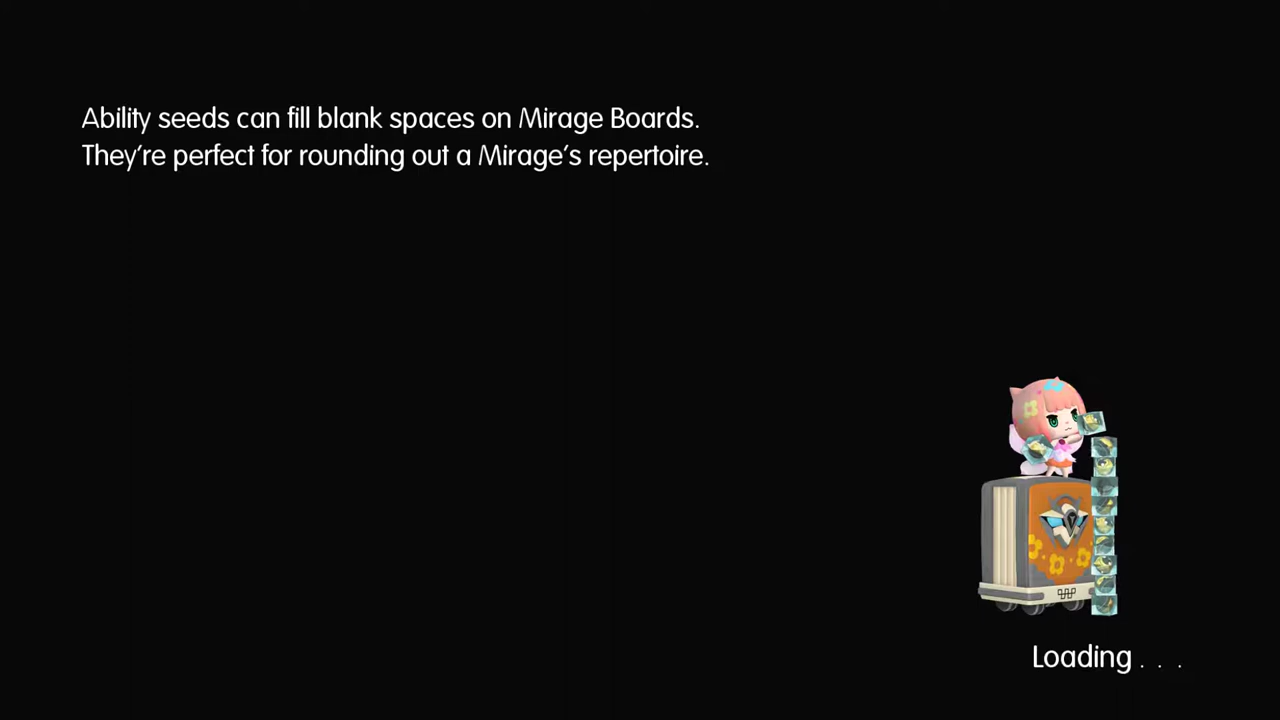 Ability seeds can fill blank spaces on Mirage Boards.
They're perfect for rounding out a Mirage's repertoire.
Loading . . .